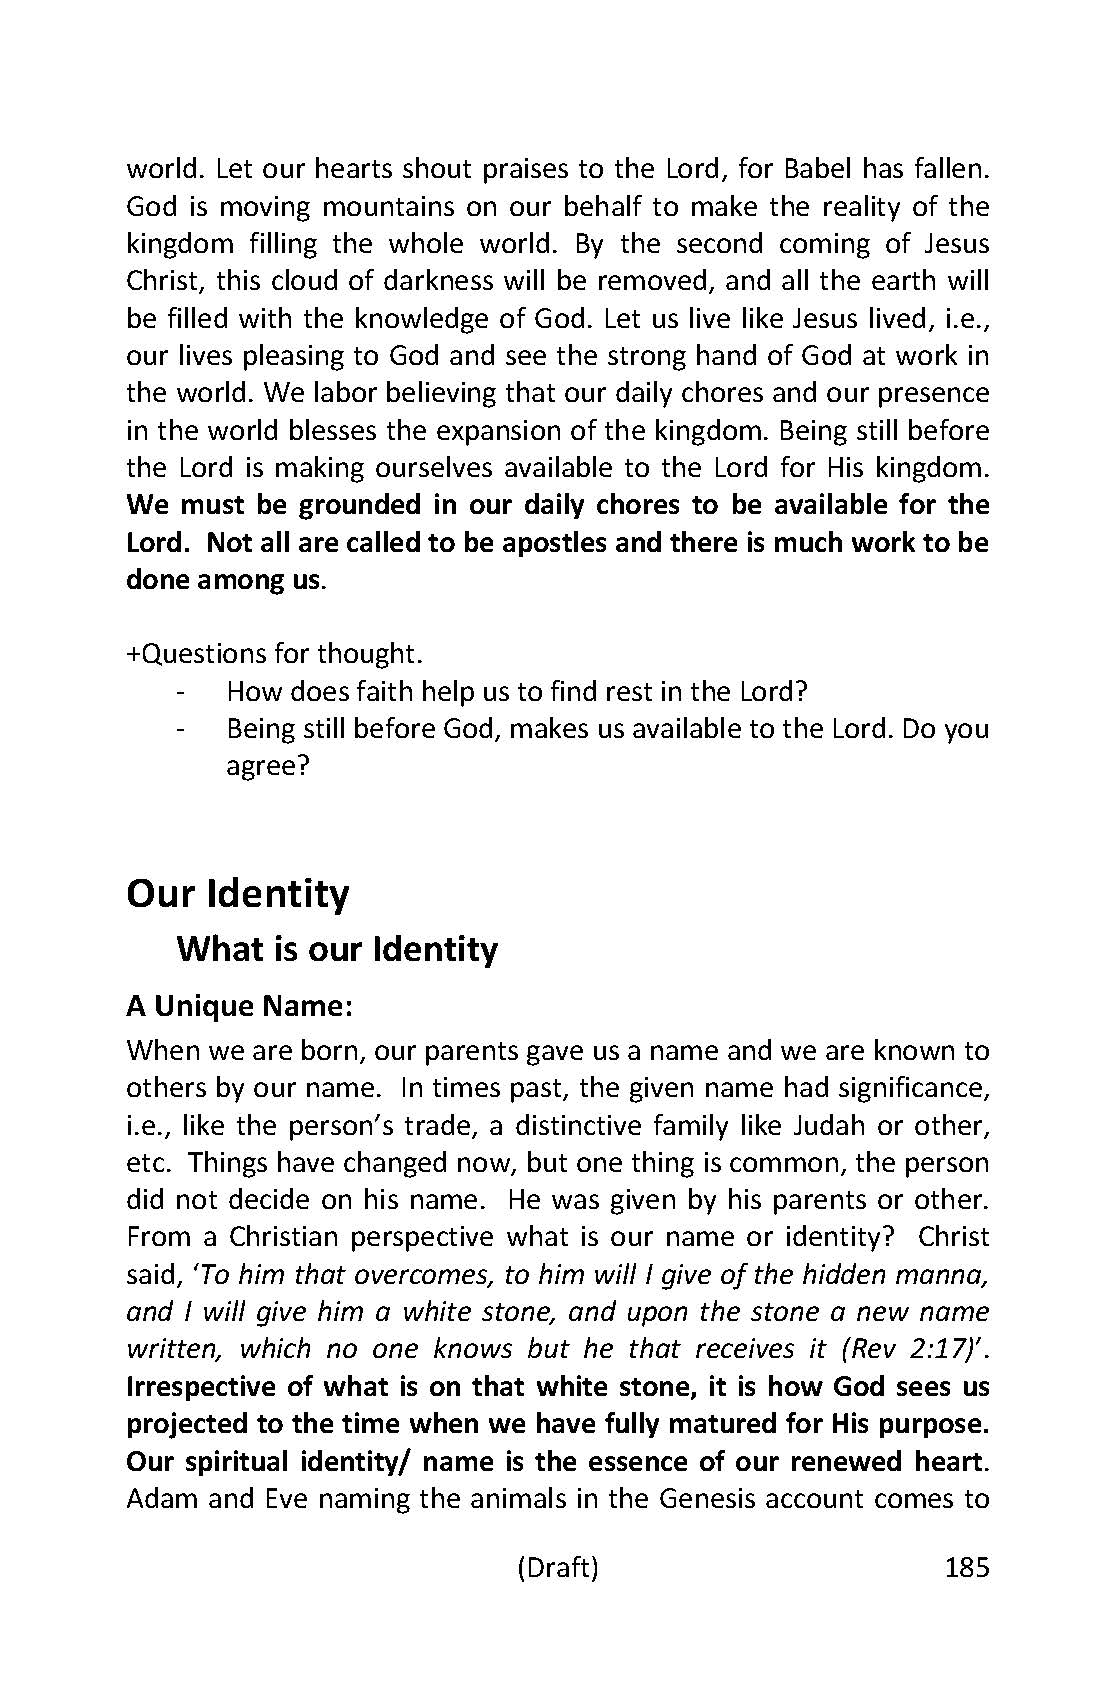 world. Let our hearts shout praises to the Lord, for Babel has fallen.
God is moving mountains on our behalf to make the reality of the
kingdom filling the whole world. By the second coming of Jesus
Christ, this cloud of darkness will be removed, and all the earth will
be filled with the knowledge of God. Let us live like Jesus lived, i.e.,
our lives pleasing to God and see the strong hand of God at work in
the world. We labor believing that our daily chores and our presence
in the world blesses the expansion of the kingdom. Being still before
the Lord is making ourselves available to the Lord for His kingdom.
We must be grounded in our daily chores to be available for the
Lord.  Not all are called to be apostles and there is much work to be
done among us.
+Questions for thought.
- How does faith help us to find rest in the Lord?
- Being still before God, makes us available to the Lord. Do you
agree?
Our Identity
What is our Identity
A Unique Name:
When we are born, our parents gave us a name and we are known to
others by our name.  In times past, the given name had significance,
i.e., like the person’s trade, a distinctive family like Judah or other,
etc.  Things have changed now, but one thing is common, the person
did not decide on his name.  He was given by his parents or other.
From a Christian perspective what is our name or identity?  Christ
said, ‘To him that overcomes, to him will I give of the hidden manna,
and I will give him a white stone, and upon the stone a new name
written, which no one knows but he that receives it (Rev 2:17)’.
Irrespective of what is on that white stone, it is how God sees us
projected to the time when we have fully matured for His purpose.
Our spiritual identity/ name is the essence of our renewed heart.
Adam and Eve naming the animals in the Genesis account comes to
(Draft) 185